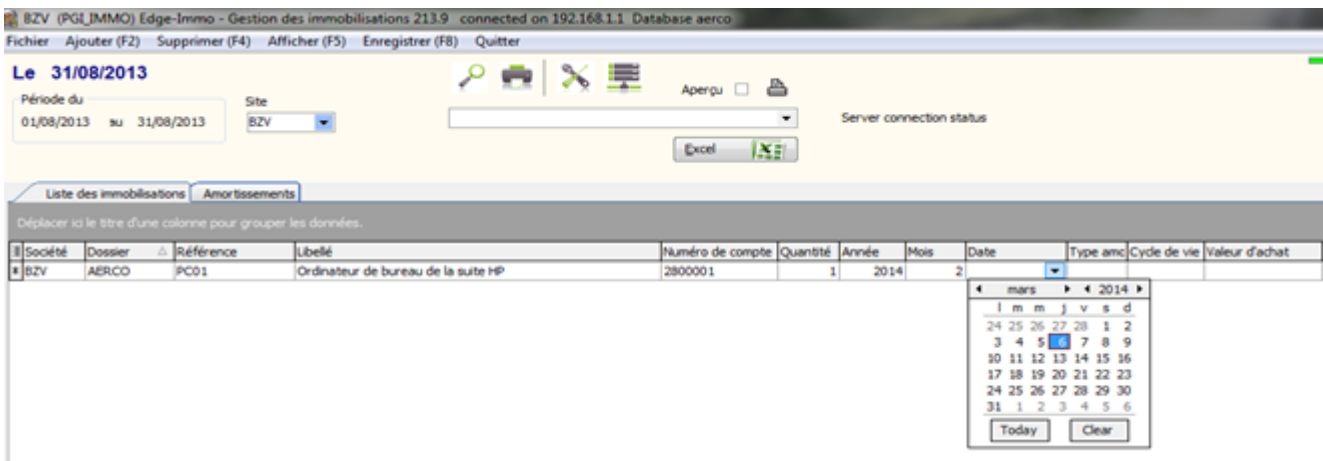 BZV (PGI_IMMO) Edge-Immo - Gestion des immobilisations 213.9 connected on 192.168.1.1 Database aerco
Fichier Ajouter (F2) Supprimer (F4) Afficher (F5) Enregistrer (F8) Quitter
Le 31/08/2013
Aperçu
Période du
Site
01/08/2013 au 31/08/2013
BZV
Server connection status
Excel
Liste des immobilisations Amortissements
Déplacer ici le titre d'une colonne pour grouper les données.
Société Dossier Référence Libellé Numéro de compte Quantité Année Mois Date Type amc Cycle de vie Valeur d'achat
BZV AERCO PC01 Ordinateur de bureau de la suite HP 2800001 1 2014 2
mars 2014
l m m j v s d
24 25 26 27 28 1 2
3 4 5 6 7 8 9
10 11 12 13 14 15 16
17 18 19 20 21 22 23
24 25 26 27 28 29 30
31 1 2 3 4 5 6
Today Clear